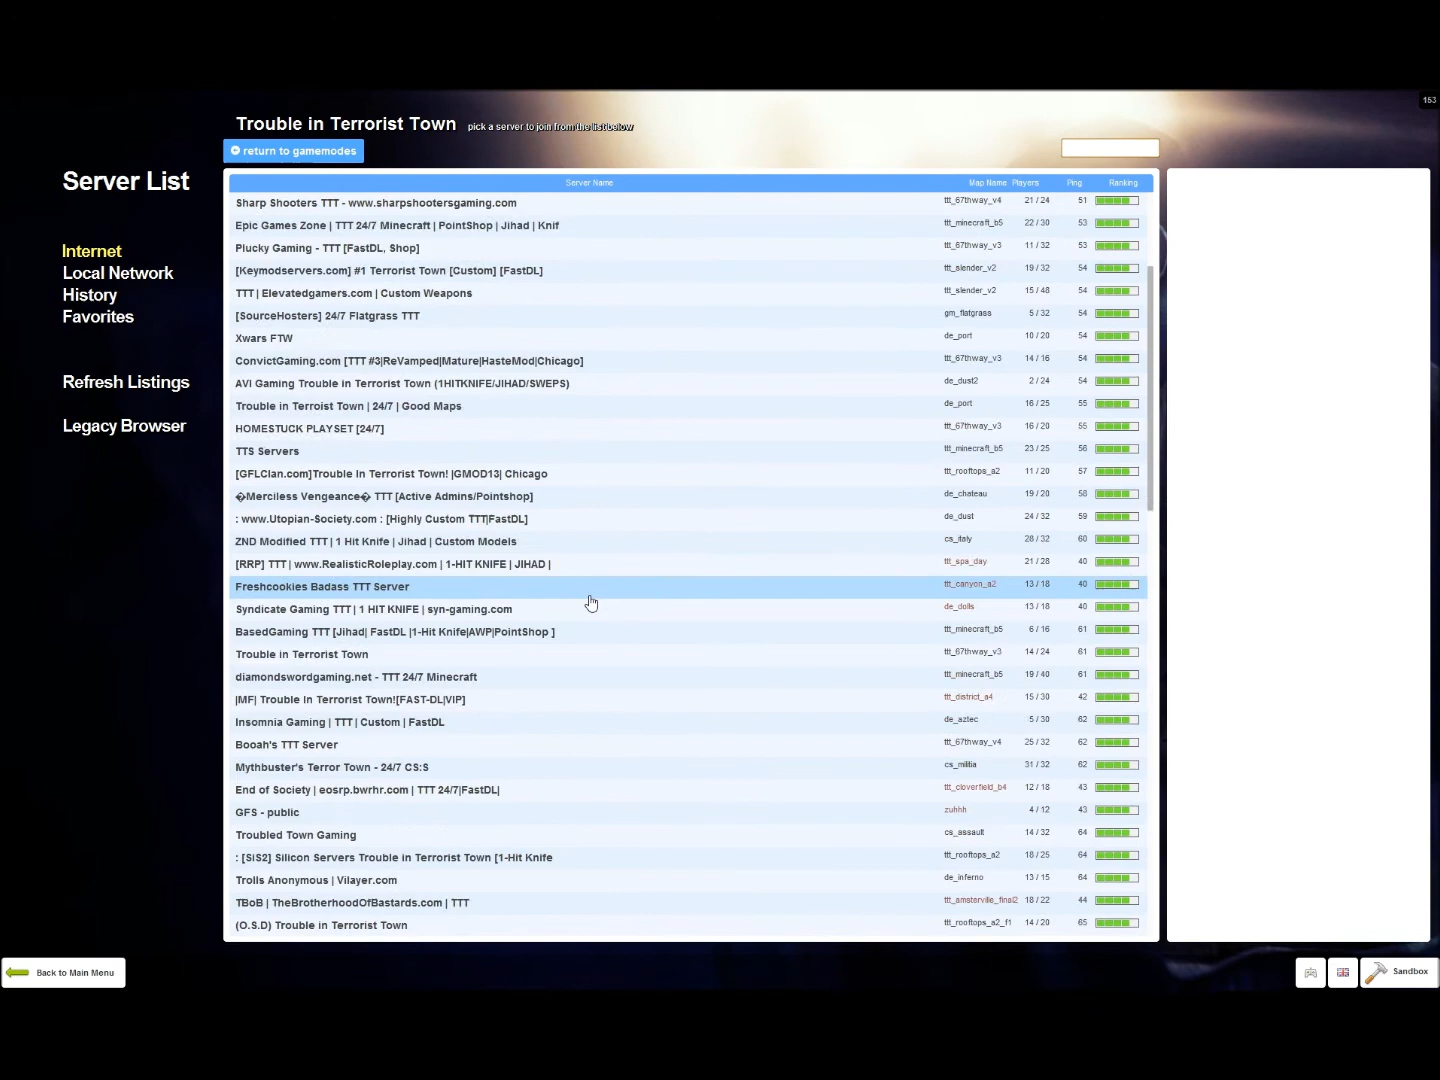 153
Trouble in Terrorist Town pick a server to join from the list below
return to gamemodes
Server List
Internet
Local Network
History
Favorites
Refresh Listings
Legacy Browser
Server Name Map Name Players Ping Ranking
Sharp Shooters TTT - www.sharpshootersgaming.com ttt_67thway_v4 21 / 24 51
Epic Games Zone | TTT 24/7 Minecraft | PointShop | Jihad | Knif ttt_minecraft_b5 22 / 30 53
Plucky Gaming - TTT [FastDL, Shop] ttt_67thway_v3 11 / 32 53
[Keymodservers.com] #1 Terrorist Town [Custom] [FastDL] ttt_slender_v2 19 / 32 54
TTT | Elevatedgamers.com | Custom Weapons ttt_slender_v2 15 / 48 54
[SourceHosters] 24/7 Flatgrass TTT gm_flatgrass 5 / 32 54
Xwars FTW de_port 10 / 20 54
ConvictGaming.com [TTT #3|ReVamped|Mature|HasteMod|Chicago] ttt_67thway_v3 14 / 16 54
AVI Gaming Trouble in Terrorist Town (1HITKNIFE/JIHAD/SWEPS) de_dust2 2 / 24 54
Trouble in Terroist Town | 24/7 | Good Maps de_port 16 / 25 55
HOMESTUCK PLAYSET [24/7] ttt_67thway_v3 16 / 20 55
TTS Servers ttt_minecraft_b5 23 / 25 56
[GFLClan.com]Trouble In Terrorist Town! |GMOD13| Chicago ttt_rooftops_a2 11 / 20 57
�Merciless Vengeance� TTT [Active Admins/Pointshop] de_chateau 19 / 20 58
: www.Utopian-Society.com : [Highly Custom TTT|FastDL] de_dust 24 / 32 59
ZND Modified TTT | 1 Hit Knife | Jihad | Custom Models cs_italy 28 / 32 60
[RRP] TTT | www.RealisticRoleplay.com | 1-HIT KNIFE | JIHAD | ttt_spa_day 21 / 28 40
Freshcookies Badass TTT Server ttt_canyon_a2 13 / 18 40
Syndicate Gaming TTT | 1 HIT KNIFE | syn-gaming.com de_dolls 13 / 18 40
BasedGaming TTT [Jihad| FastDL |1-Hit Knife|AWP|PointShop ] ttt_minecraft_b5 6 / 16 61
Trouble in Terrorist Town ttt_67thway_v3 14 / 24 61
diamondswordgaming.net - TTT 24/7 Minecraft ttt_minecraft_b5 19 / 40 61
|MF| Trouble In Terrorist Town![FAST-DL|VIP] ttt_district_a4 15 / 30 42
Insomnia Gaming | TTT | Custom | FastDL de_aztec 5 / 30 62
Booah's TTT Server ttt_67thway_v4 25 / 32 62
Mythbuster's Terror Town - 24/7 CS:S cs_militia 31 / 32 62
End of Society | eosrp.bwrhr.com | TTT 24/7|FastDL| ttt_cloverfield_b4 12 / 18 43
GFS - public zuhhh 4 / 12 43
Troubled Town Gaming cs_assault 14 / 32 64
: [SiS2] Silicon Servers Trouble in Terrorist Town [1-Hit Knife ttt_rooftops_a2 18 / 25 64
Trolls Anonymous | Vilayer.com de_inferno 13 / 15 64
TBoB | TheBrotherhoodOfBastards.com | TTT ttt_amsterville_final2 18 / 22 44
(O.S.D) Trouble in Terrorist Town ttt_rooftops_a2_f1 14 / 20 65
Back to Main Menu
Sandbox